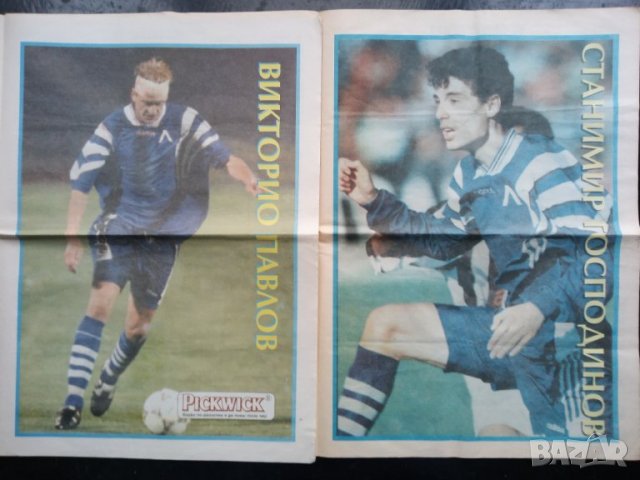 ВИКТОРИО ПАВЛОВ
Л
PICKWICK®
СТАНИМИР ГОСПОДИНОВ
Л
BAZAR